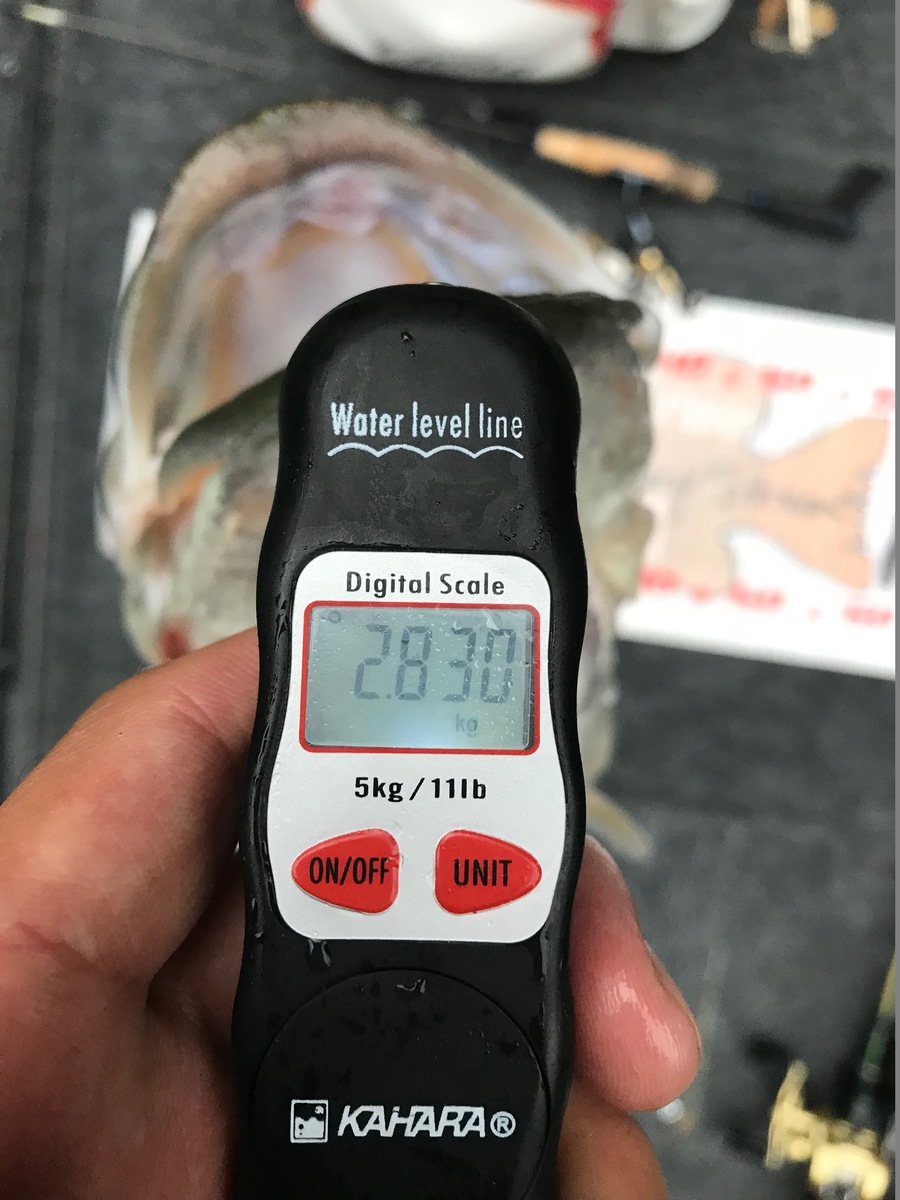 Water level line
Digital Scale
2.830
kg
5kg/11lb
ON/OFF
UNIT
KAHARA®